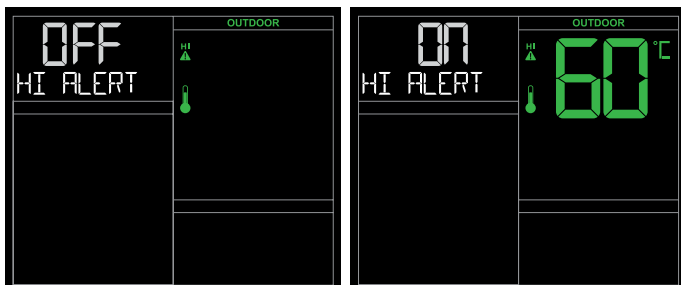 OFF
HI ALERT
OUTDOOR
HI
ON
HI ALERT
OUTDOOR
HI
60 °C